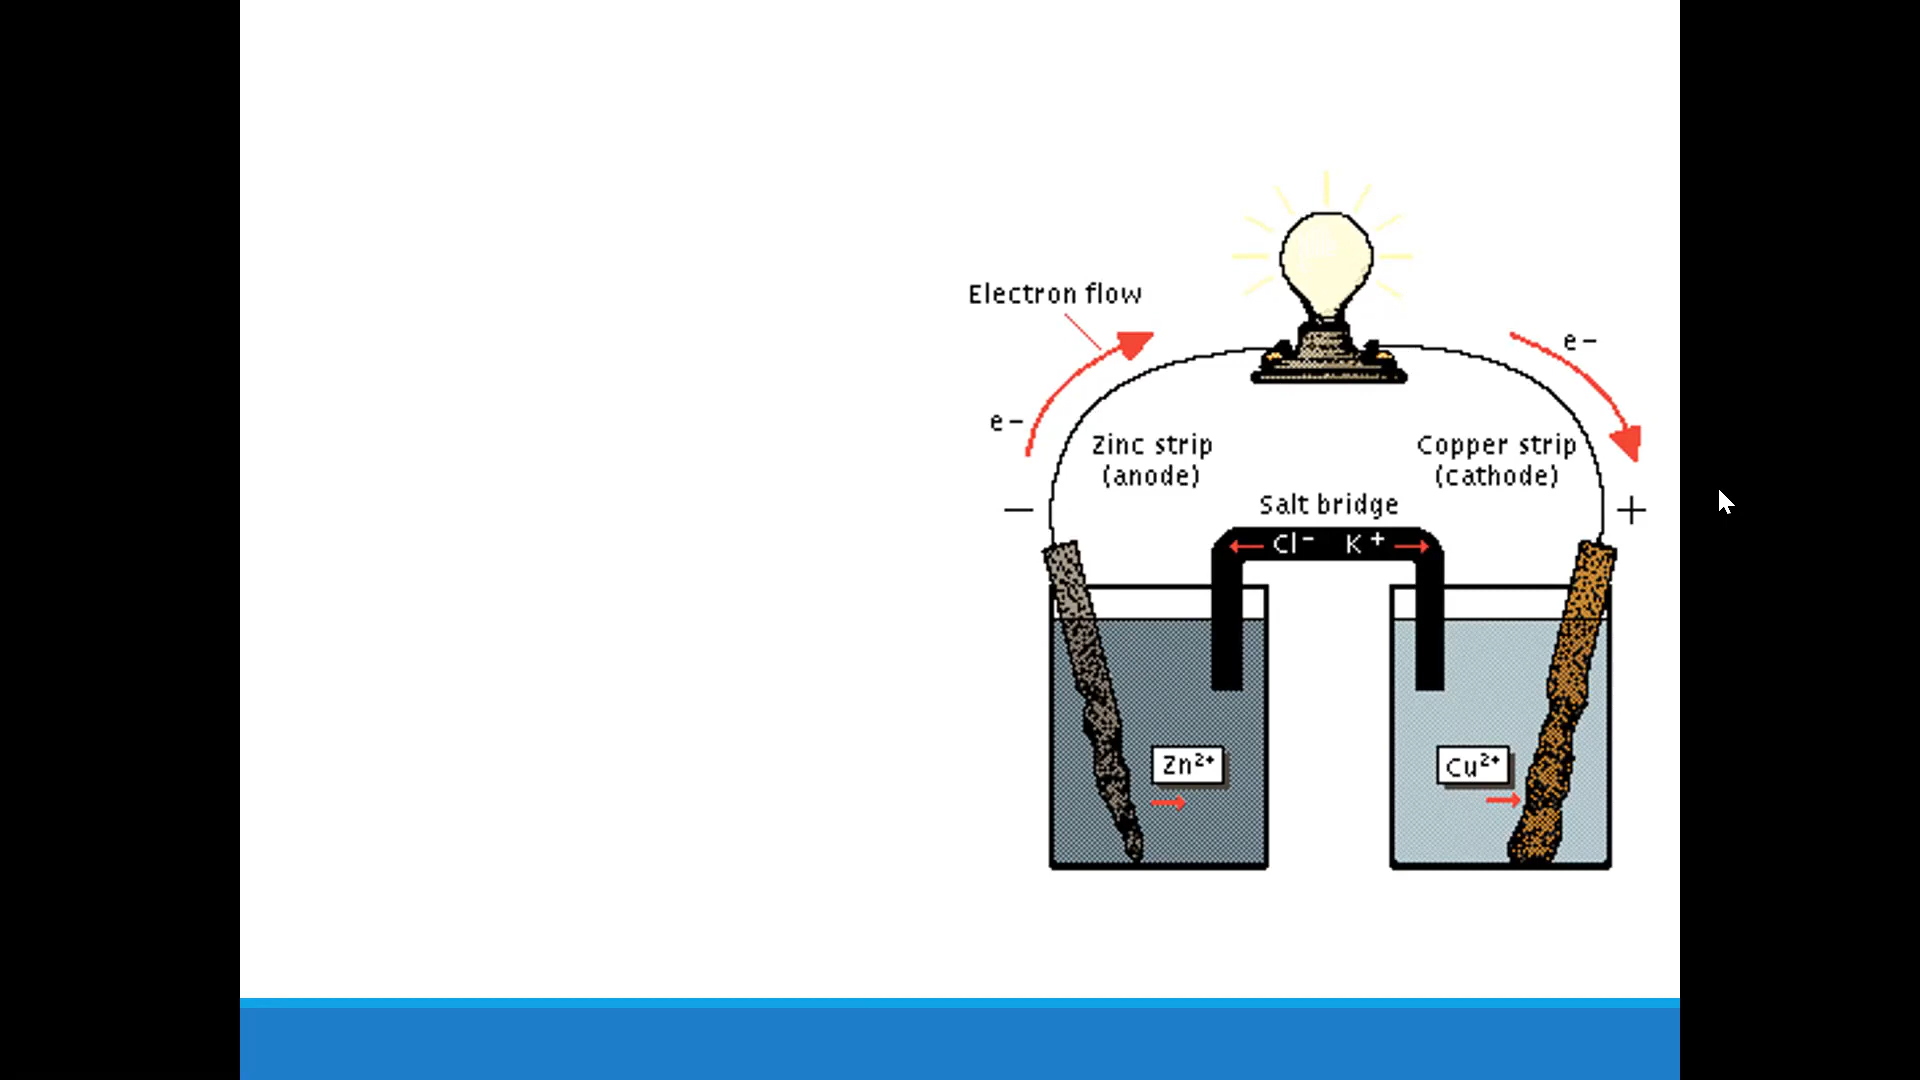 Electron flow
e−
e−
Zinc strip
(anode)
Copper strip
(cathode)
Salt bridge
−
+
Cl⁻ K⁺
Zn²⁺
Cu²⁺